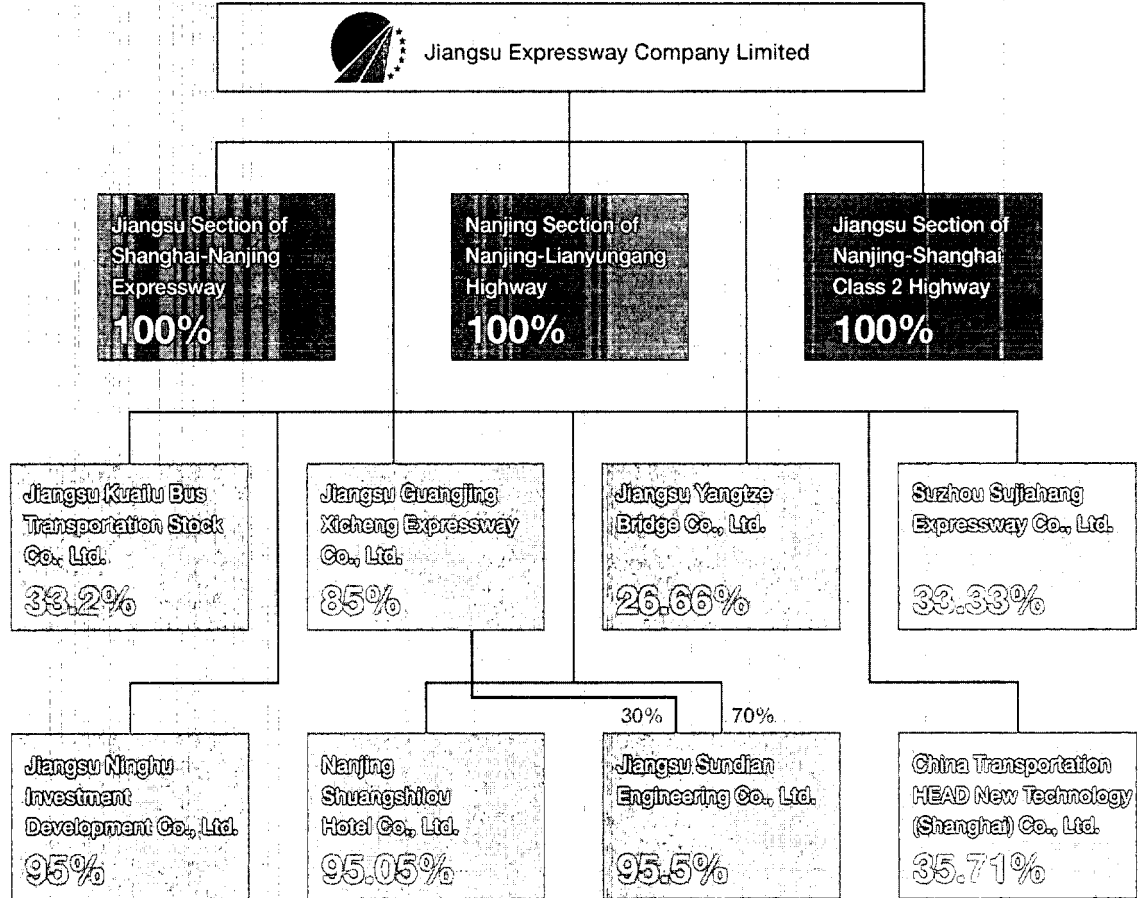 Jiangsu Expressway Company Limited
Jiangsu Section of
Shanghai-Nanjing
Expressway
100%
Nanjing Section of
Nanjing-Lianyungang
Highway
100%
Jiangsu Section of
Nanjing-Shanghai
Class 2 Highway
100%
Jiangsu Kuailu Bus
Transportation Stock
Co., Ltd.
33.2%
Jiangsu Guangjing
Xicheng Expressway
Co., Ltd.
85%
Jiangsu Yangtze
Bridge Co., Ltd.
26.66%
Suzhou Sujiahang
Expressway Co., Ltd.
33.33%
30%
70%
Jiangsu Ninghu
Investment
Development Co., Ltd.
95%
Nanjing
Shuangshilou
Hotel Co., Ltd.
95.05%
Jiangsu Sundian
Engineering Co., Ltd.
95.5%
China Transportation
HEAD New Technology
(Shanghai) Co., Ltd.
35.71%